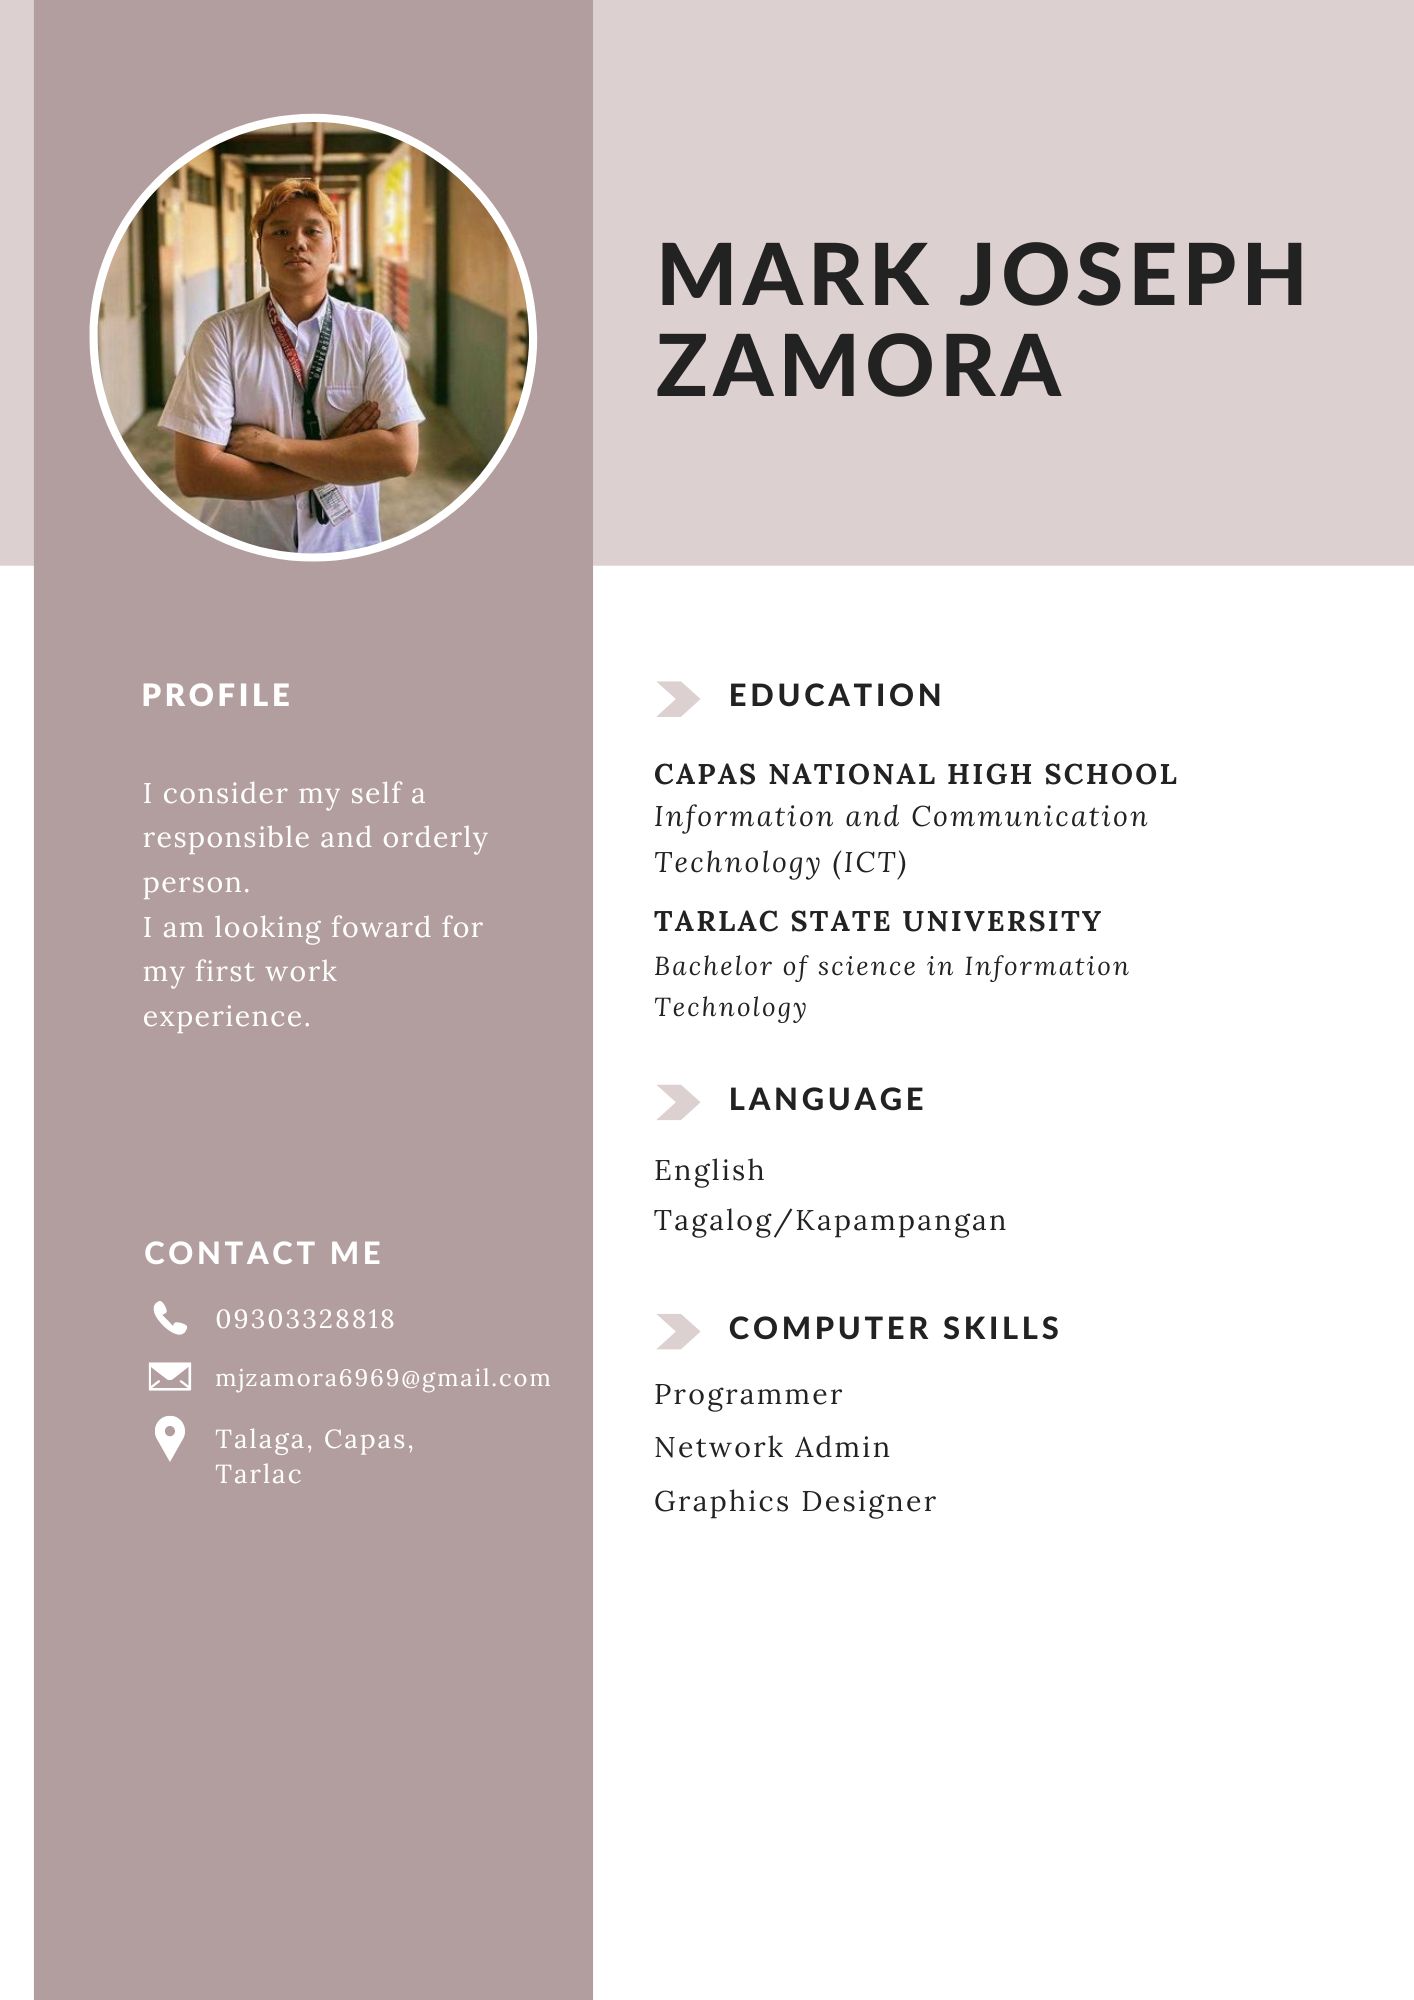 MARK JOSEPH
ZAMORA
PROFILE
I consider my self a
responsible and orderly
person.
I am looking foward for
my first work
experience.
CONTACT ME
09303328818
mjzamora6969@gmail.com
Talaga, Capas,
Tarlac
EDUCATION
CAPAS NATIONAL HIGH SCHOOL
Information and Communication
Technology (ICT)
TARLAC STATE UNIVERSITY
Bachelor of science in Information
Technology
LANGUAGE
English
Tagalog/Kapampangan
COMPUTER SKILLS
Programmer
Network Admin
Graphics Designer